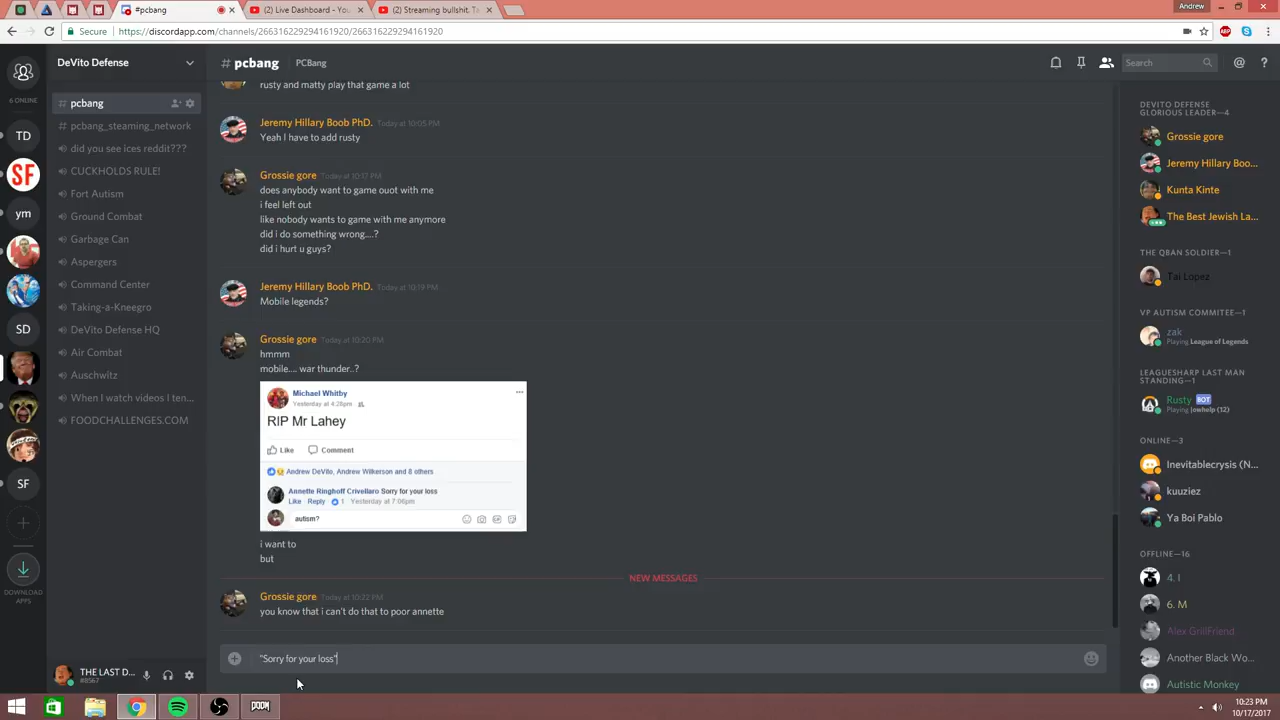 #pcbang
(2) Live Dashboard - You
(2) Streaming bullshit. T
Andrew
Secure
https://discordapp.com/channels/266316229294161920/266316229294161920
ABP
DeVito Defense
# pcbang
PCBang
Search
6 ONLINE
TD
SF
ym
SD
SF
DOWNLOAD
APPS
# pcbang
# pcbang_steaming_network
did you see ices reddit???
CUCKHOLDS RULE!
Fort Autism
Ground Combat
Garbage Can
Aspergers
Command Center
Taking-a-Kneegro
DeVito Defense HQ
Air Combat
Auschwitz
When I watch videos I ten...
FOODCHALLENGES.COM
THE LAST D...
#8567
rusty and matty play that game a lot
Jeremy Hillary Boob PhD. Today at 10:05 PM
Yeah I have to add rusty
Grossie gore Today at 10:17 PM
does anybody want to game ouot with me
i feel left out
like nobody wants to game with me anymore
did i do something wrong....?
did i hurt u guys?
Jeremy Hillary Boob PhD. Today at 10:19 PM
Mobile legends?
Grossie gore Today at 10:20 PM
hmmm
mobile.... war thunder..?
Michael Whitby
Yesterday at 4:28pm
RIP Mr Lahey
Like Comment
Andrew DeVito, Andrew Wilkerson and 8 others
Annette Ringhoff Crivellaro Sorry for your loss
Like Reply 1 Yesterday at 7:06pm
autism?
i want to
but
NEW MESSAGES
Grossie gore Today at 10:22 PM
you know that i can't do that to poor annette
"Sorry for your loss"
DEVITO DEFENSE
GLORIOUS LEADER—4
Grossie gore
Jeremy Hillary Boo...
Kunta Kinte
The Best Jewish La...
THE QBAN SOLDIER—1
Tai Lopez
VP AUTISM COMMITEE—1
zak
Playing League of Legends
LEAGUESHARP LAST MAN
STANDING—1
Rusty BOT
Playing |owhelp (12)
ONLINE—3
Inevitablecrysis (N...
kuuziez
Ya Boi Pablo
OFFLINE—16
4. I
6. M
Alex GrillFriend
Another Black Wo...
Autistic Monkey
DOOM
10:23 PM
10/17/2017